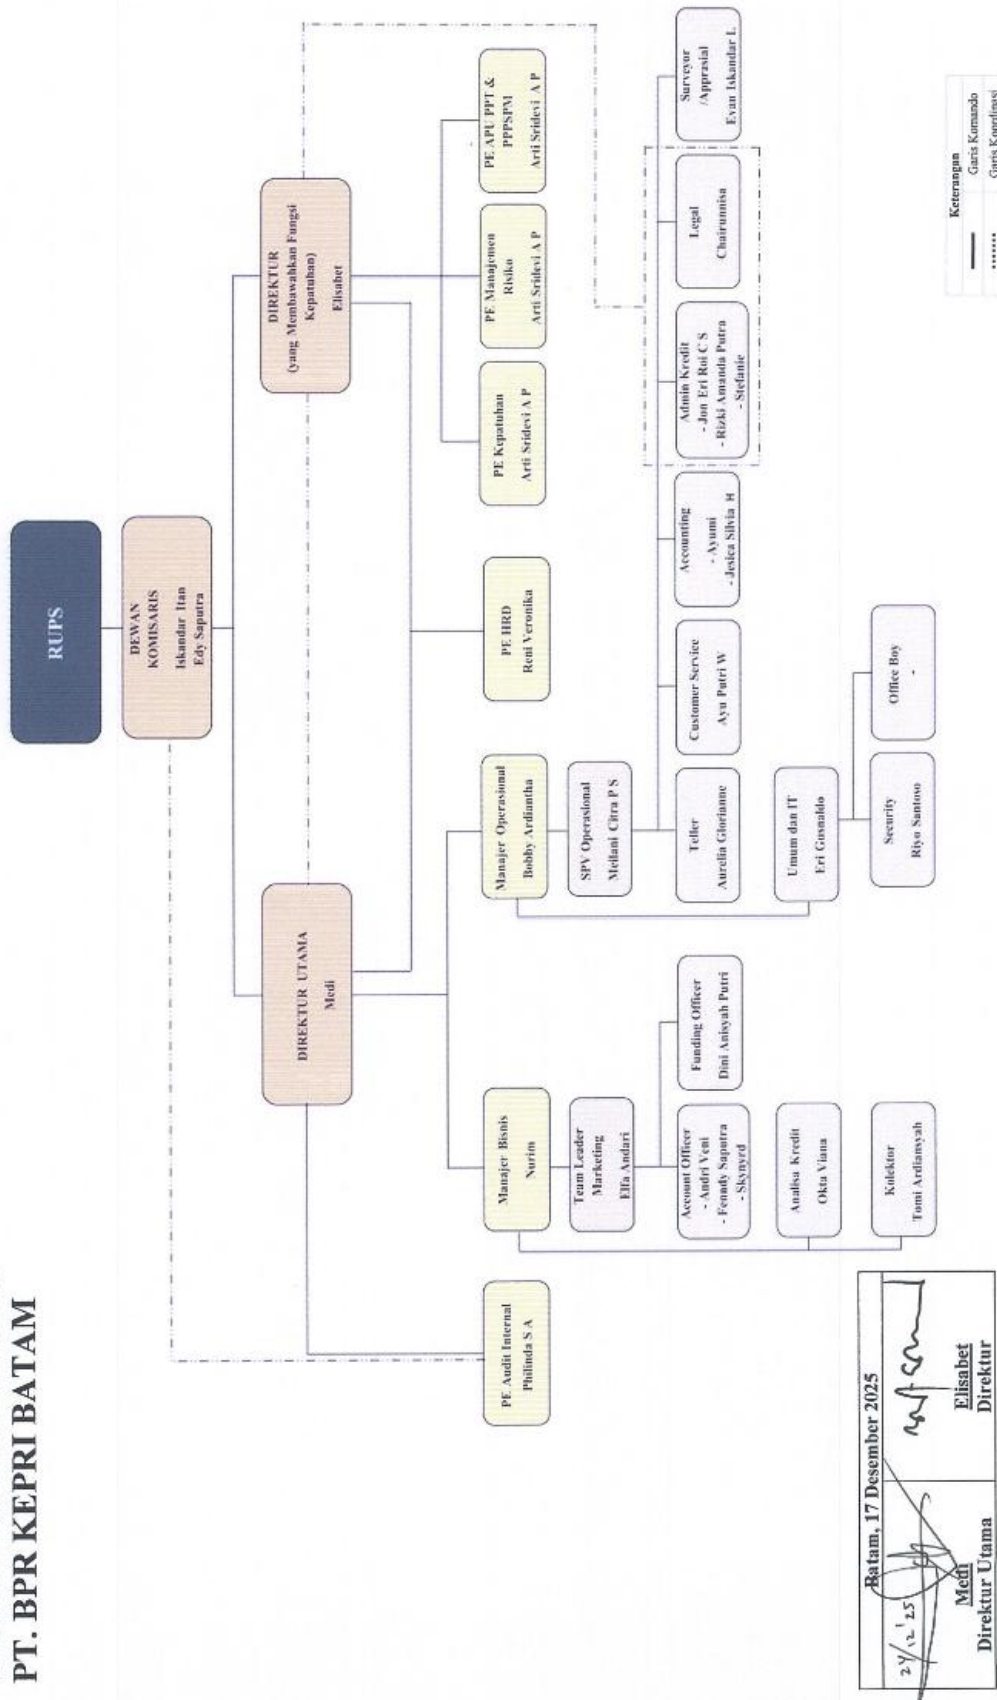 PT. BPR KEPRI BATAM
RUPS
DEWAN
KOMISARIS
Iskandar Itan
Edy Saputra
DIREKTUR UTAMA
Medi
DIREKTUR
(yang Membawahkan Fungsi
Kepatuhan)
Elisabet
PE Audit Internal
Philinda S A
Manajer Bisnis
Nurim
Manajer Operasional
Bobby Ardiantha
PE HRD
Reni Veronika
PE Kepatuhan
Arti Sridevi A P
PE Manajemen
Risiko
Arti Sridevi A P
PE APU PPT &
PPPSPM
Arti Sridevi A P
Team Leader
Marketing
Elfa Andari
SPV Operasional
Mellani Citra P S
Account Officer
- Andri Veni
- Fenndy Saputra
- Skynyrd
Funding Officer
Dini Anisyah Putri
Teller
Aurelia Glorianne
Customer Service
Ayu Putri W
Accounting
- Ayumi
- Jesica Silvia H
Admin Kredit
- Jon Eri Roi C S
- Rizki Amanda Putra
- Stefanie
Legal
Chairunnisa
Surveyor
/Apprasial
Evan Iskandar L
Analisa Kredit
Okta Viana
Umum dan IT
Eri Gusnaldo
Kolektor
Tomi Ardiansyah
Security
Riyo Santoso
Office Boy
-
Batam, 17 Desember 2025
24/12'25
Medi
Direktur Utama
Elisabet
Direktur
Keterangan
Garis Komando
Garis Koordinasi